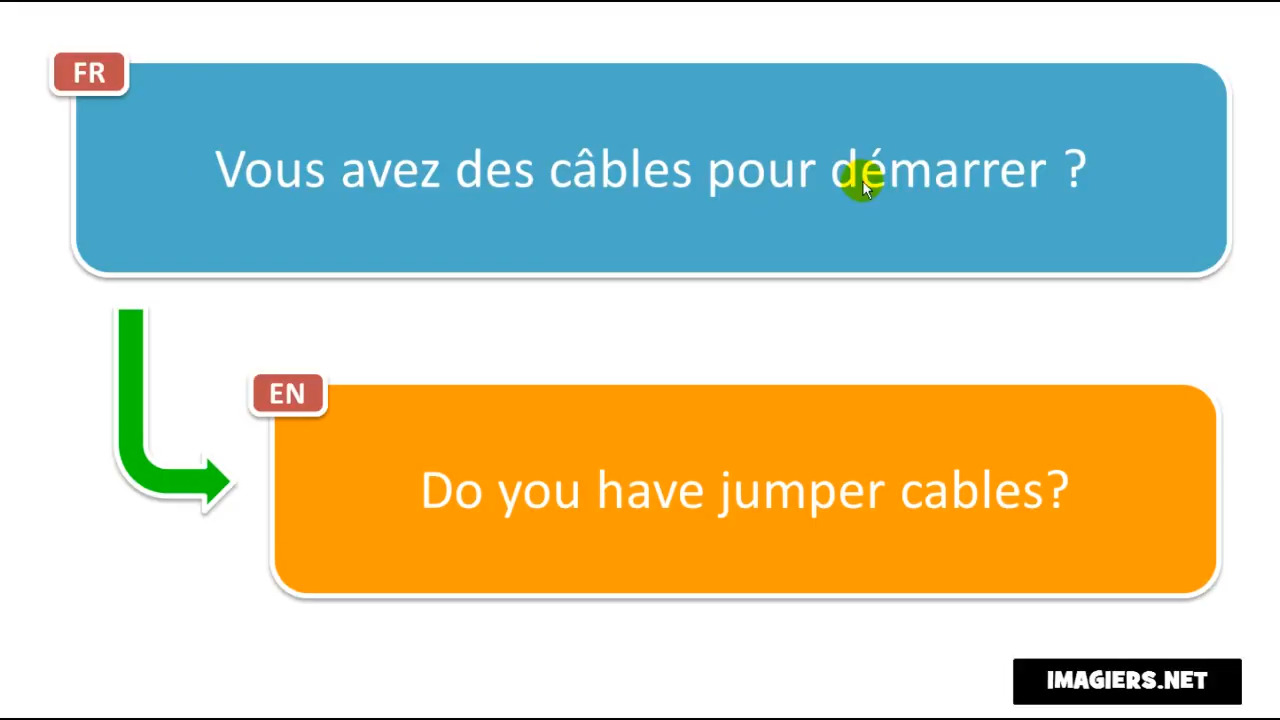 FR
Vous avez des câbles pour démarrer ?
EN
Do you have jumper cables?
IMAGIERS.NET